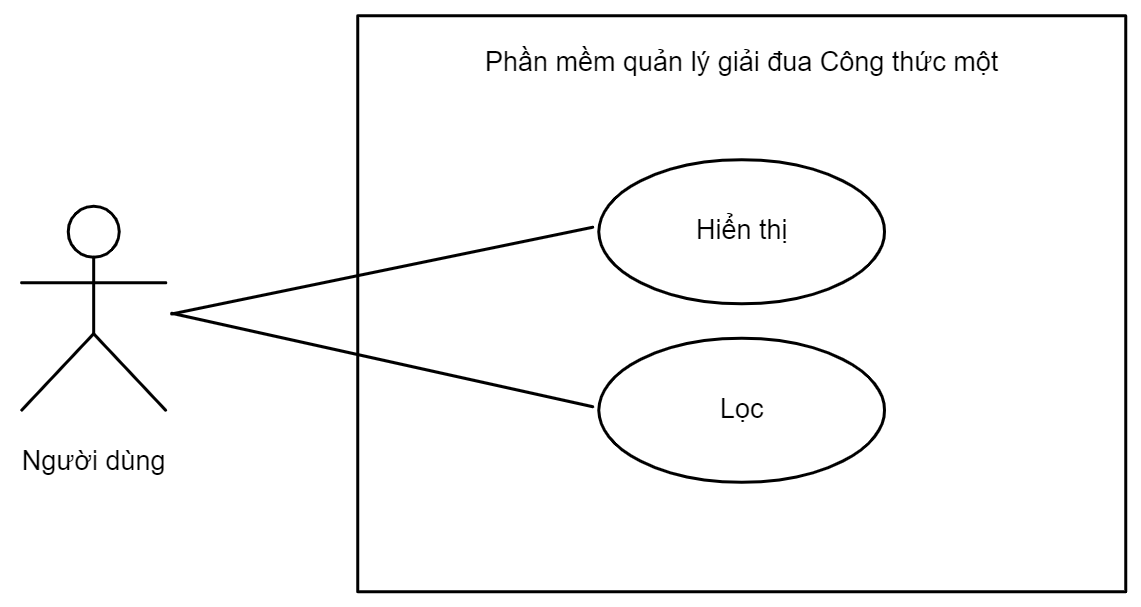 Phần mềm quản lý giải đua Công thức một
Hiển thị
Lọc
Người dùng